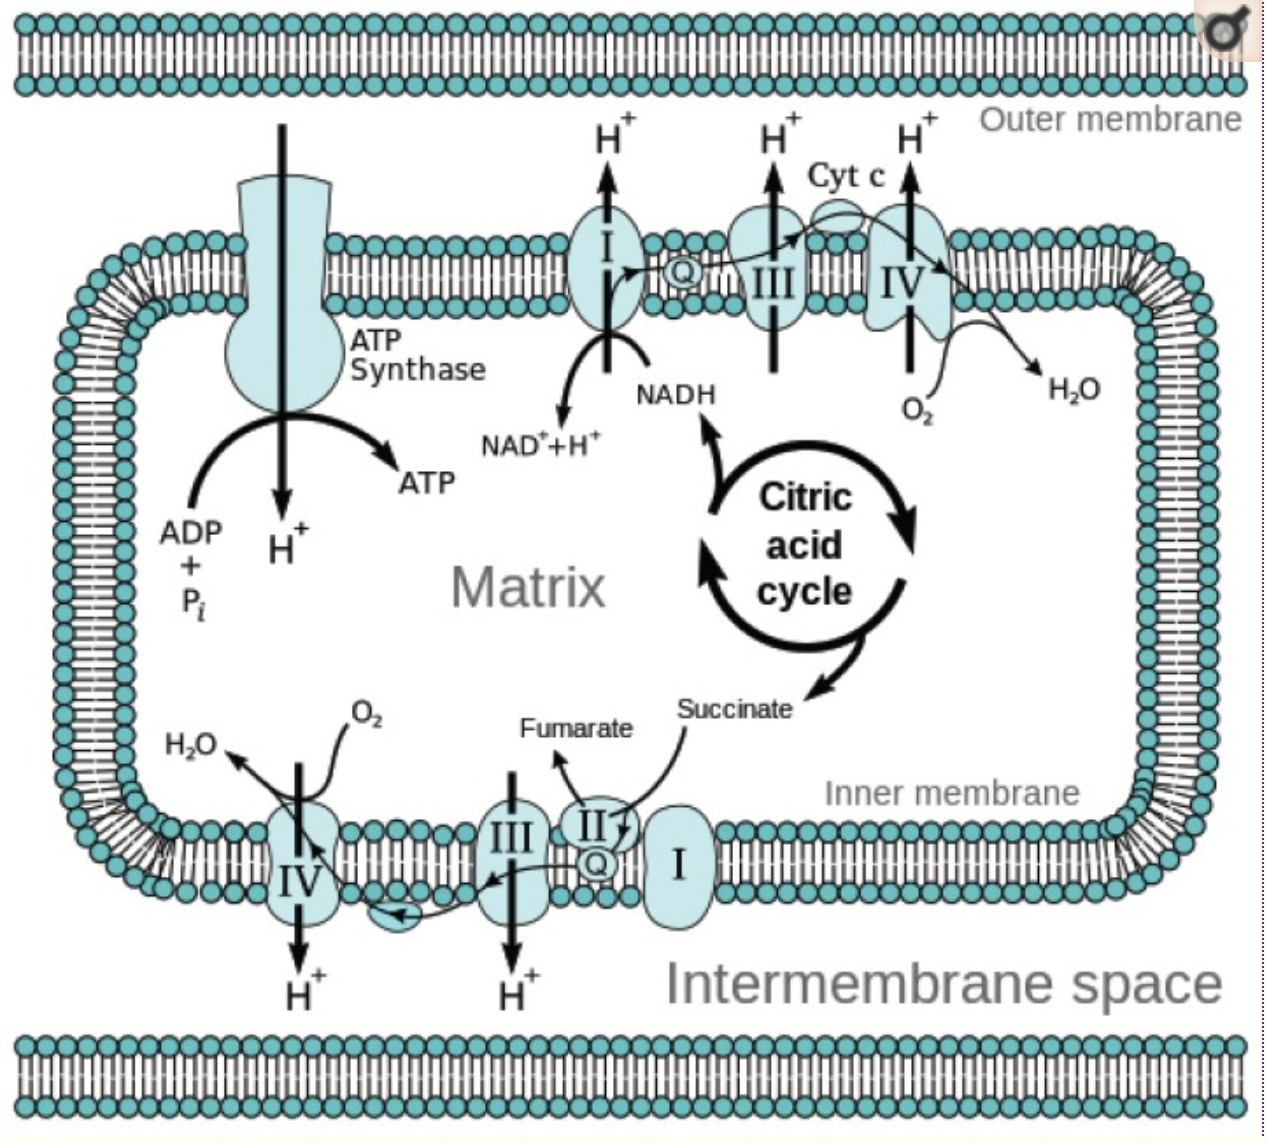 Outer membrane
H+
H+
H+
Cyt c
I
Q
III
IV
ATP
Synthase
NADH
O₂
H₂O
NAD⁺+H⁺
ATP
ADP
+
Pi
H+
Citric
acid
cycle
Matrix
Succinate
Fumarate
O₂
H₂O
Inner membrane
IV
III
II
Q
I
H+
H+
Intermembrane space